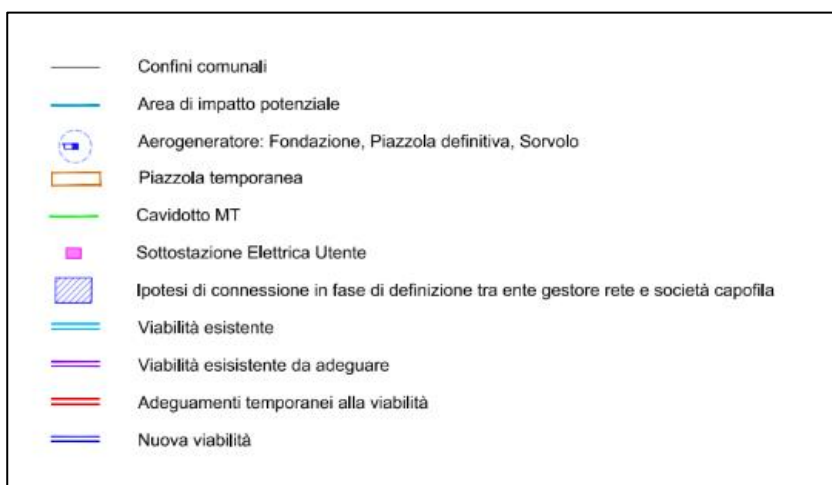 Confini comunali
Area di impatto potenziale
Aerogeneratore: Fondazione, Piazzola definitiva, Sorvolo
Piazzola temporanea
Cavidotto MT
Sottostazione Elettrica Utente
Ipotesi di connessione in fase di definizione tra ente gestore rete e società capofila
Viabilità esistente
Viabilità esisistente da adeguare
Adeguamenti temporanei alla viabilità
Nuova viabilità